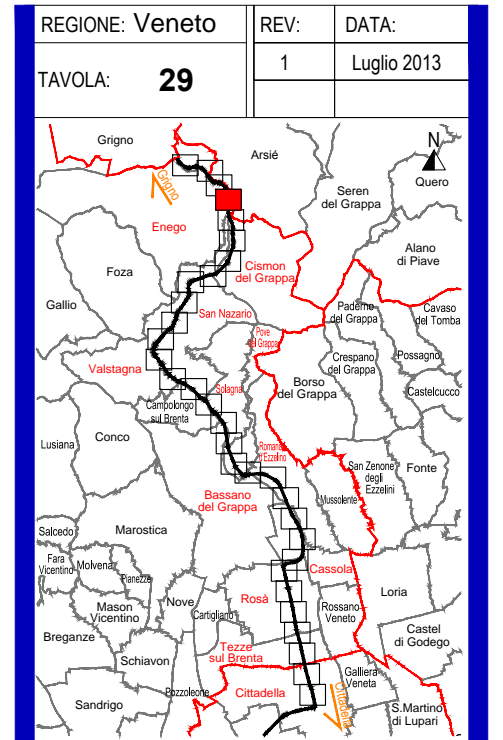 REGIONE: Veneto
REV:
DATA:
TAVOLA: 29
1
Luglio 2013
Grigno
Arsié
N
Quero
Grigno
Seren
del Grappa
Enego
Alano
di Piave
Foza
Cismon
del Grappa
Gallio
San Nazario
Paderno
del Grappa
Cavaso
del Tomba
Pove
del Grappa
Crespano
del Grappa
Possagno
Valstagna
Solagna
Borso
del Grappa
Castelcucco
Campolongo
sul Brenta
Lusiana
Conco
Romano
d'Ezzelino
San Zenone
degli
Ezzelini
Fonte
Bassano
del Grappa
Mussolente
Salcedo
Marostica
Fara
Vicentino
Molvena
Pianezze
Cassola
Loria
Mason
Vicentino
Nove
Rosà
Rossano
Veneto
Cartigliano
Breganze
Castel
di Godego
Schiavon
Tezze
sul Brenta
Galliera
Veneta
Pozzoleone
Cittadella
Cittadella
Sandrigo
S.Martino
di Lupari